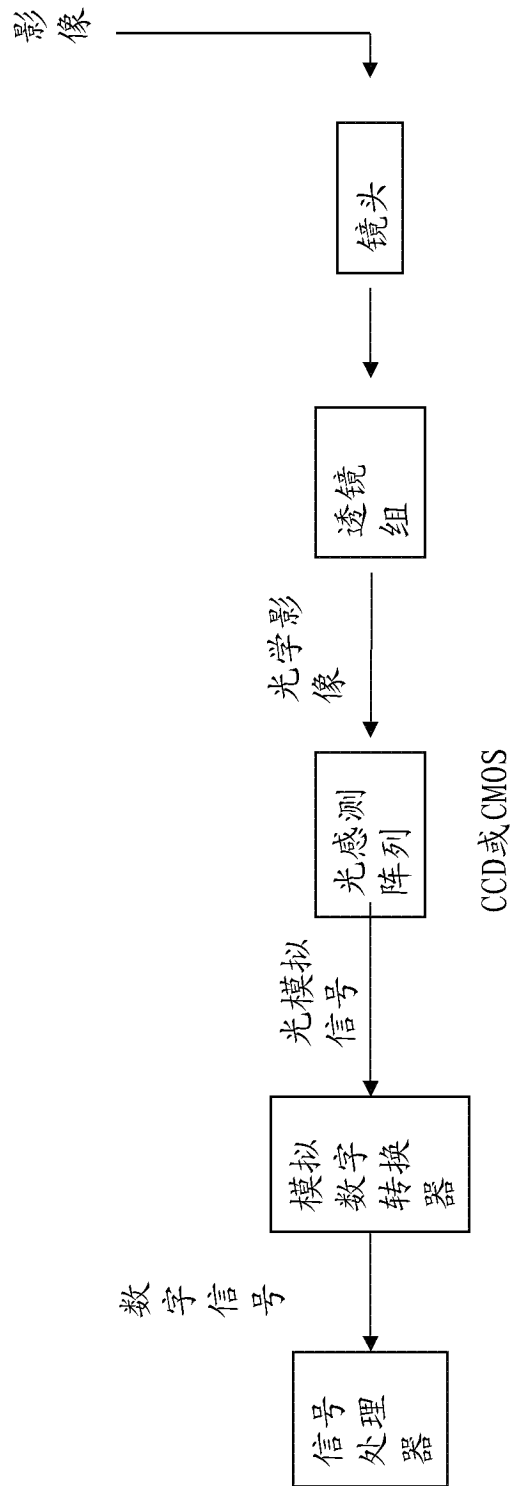 影
像
镜头
透镜
组
光学影
像
光感测
阵列
CCD或CMOS
光模拟
信号
模拟
数字
转换
器
数字信号
信号
处理
器